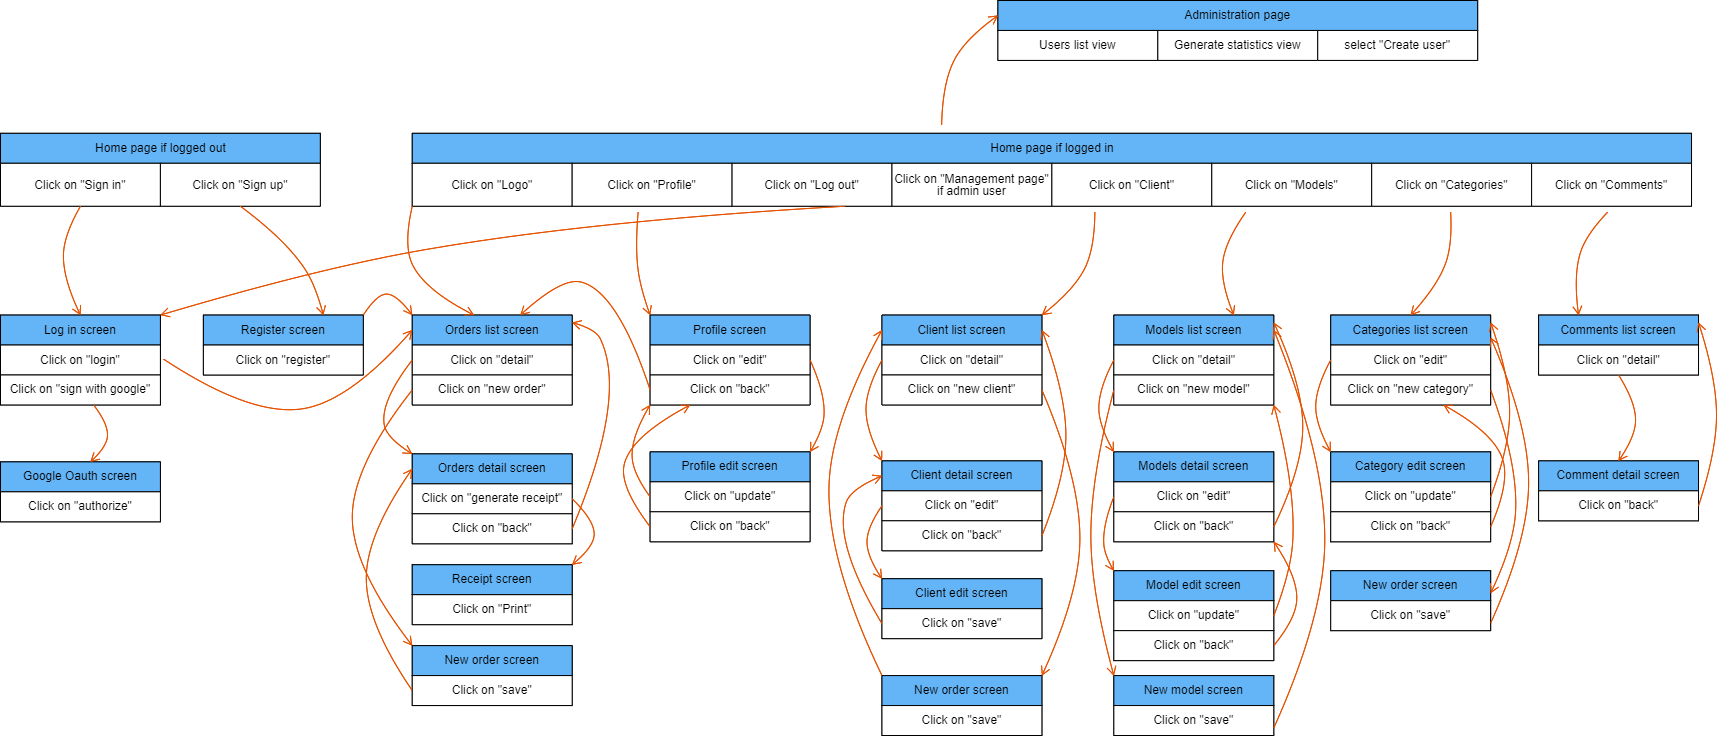 Administration page
Users list view
Generate statistics view
select "Create user"
Home page if logged out
Click on "Sign in"
Click on "Sign up"
Home page if logged in
Click on "Logo"
Click on "Profile"
Click on "Log out"
Click on "Management page"
if admin user
Click on "Client"
Click on "Models"
Click on "Categories"
Click on "Comments"
Log in screen
Click on "login"
Click on "sign with google"
Google Oauth screen
Click on "authorize"
Register screen
Click on "register"
Orders list screen
Click on "detail"
Click on "new order"
Orders detail screen
Click on "generate receipt"
Click on "back"
Receipt screen
Click on "Print"
New order screen
Click on "save"
Profile screen
Click on "edit"
Click on "back"
Profile edit screen
Click on "update"
Click on "back"
Client list screen
Click on "detail"
Click on "new client"
Client detail screen
Click on "edit"
Click on "back"
Client edit screen
Click on "save"
New order screen
Click on "save"
Models list screen
Click on "detail"
Click on "new model"
Models detail screen
Click on "edit"
Click on "back"
Model edit screen
Click on "update"
Click on "back"
New model screen
Click on "save"
Categories list screen
Click on "edit"
Click on "new category"
Category edit screen
Click on "update"
Click on "back"
New order screen
Click on "save"
Comments list screen
Click on "detail"
Comment detail screen
Click on "back"